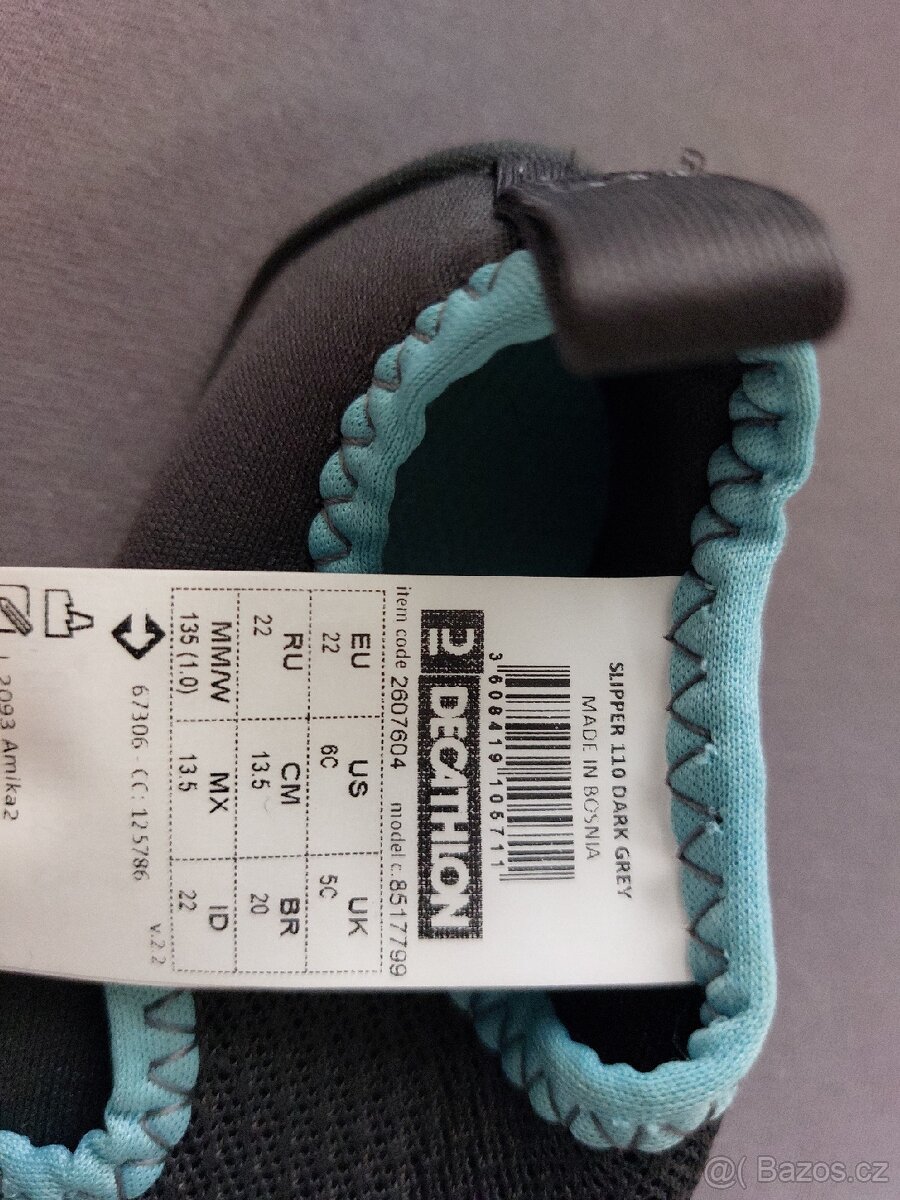 SLIPPER 110 DARK GREY
MADE IN BOSNIA
3 608419 105711
DECATHLON
item code 2607604 model c. 8517799
EU US UK
22 6C 5C
RU CM BR
22 13.5 20
MM/W MX ID
135 (1.0) 13.5 22
67306 - CC: 125786 v.2.2
2093 Amika2
@( Bazos.cz